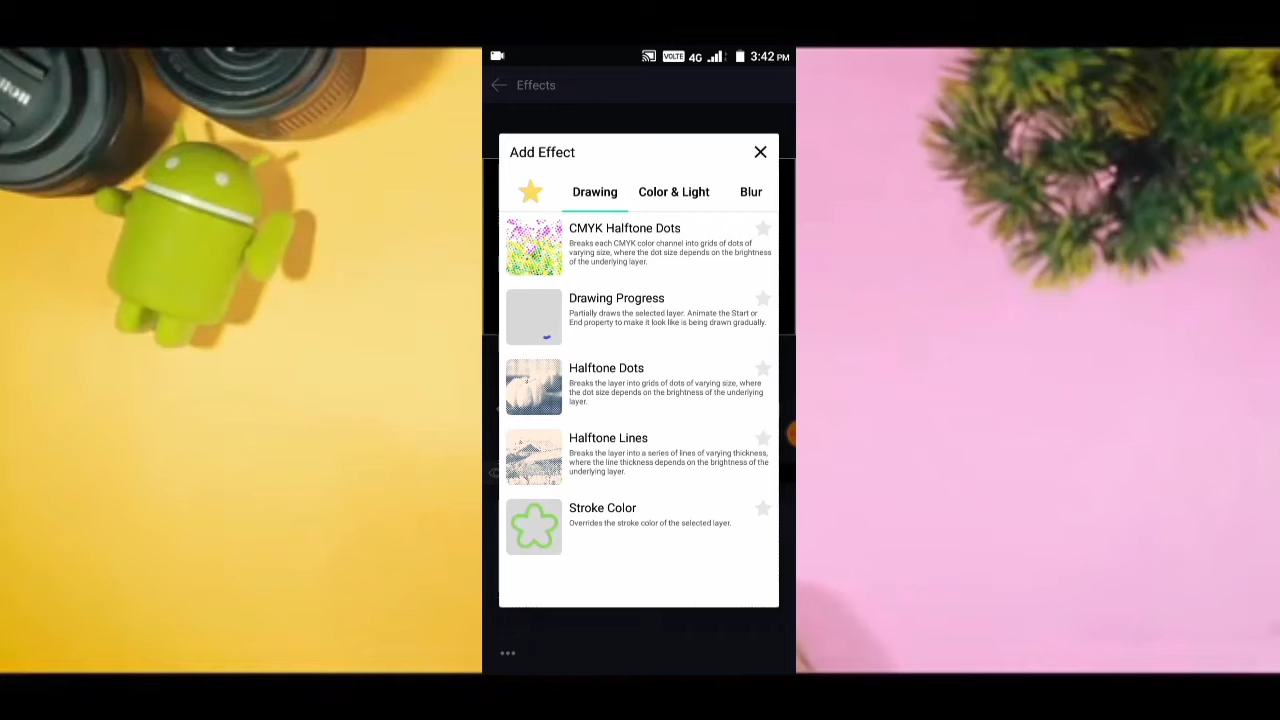 VOLTE 4G 3:42 PM
Effects
Add Effect
Drawing Color & Light Blur
CMYK Halftone Dots
Breaks each CMYK color channel into grids of dots of
varying size, where the dot size depends on the brightness
of the underlying layer.
Drawing Progress
Partially draws the selected layer. Animate the Start or
End property to make it look like is being drawn gradually.
Halftone Dots
Breaks the layer into grids of dots of varying size, where
the dot size depends on the brightness of the underlying
layer.
Halftone Lines
Breaks the layer into a series of lines of varying thickness,
where the line thickness depends on the brightness of the
underlying layer.
Stroke Color
Overrides the stroke color of the selected layer.